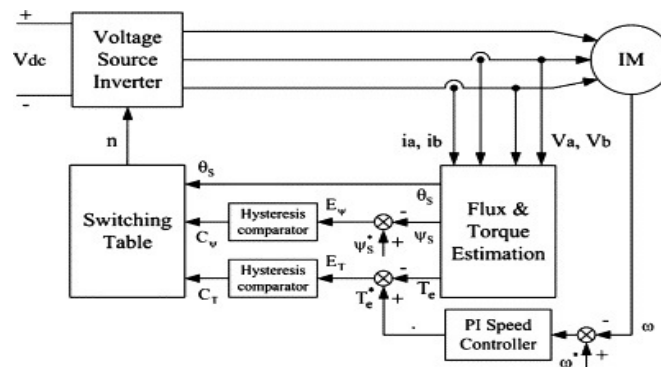 +
Vdc
-
Voltage
Source
Inverter
IM
n
ia, ib
Va, Vb
θs
θs
Switching
Table
Flux &
Torque
Estimation
Hysteresis
comparator
Cψ
Eψ
-
ψs* +
ψs
Hysteresis
comparator
CT
ET
-
Te* +
Te
PI Speed
Controller
-
ω
ω* +